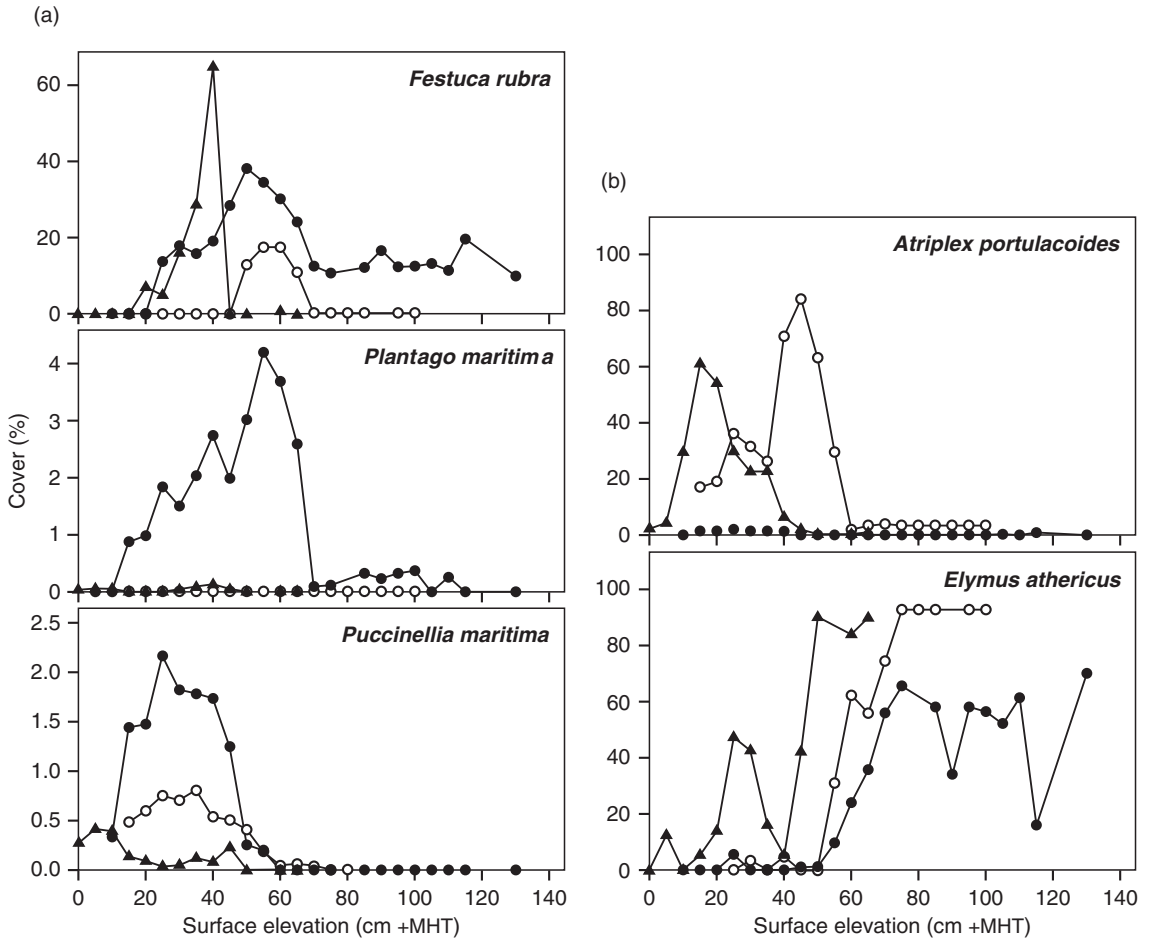 (a)
Festuca rubra
60
40
20
0
Plantago maritima
4
3
2
1
0
Cover (%)
Puccinellia maritima
2.5
2.0
1.5
1.0
0.5
0.0
0 20 40 60 80 100 120 140
Surface elevation (cm +MHT)
(b)
Atriplex portulacoides
100
80
60
40
20
0
Elymus athericus
100
80
60
40
20
0
0 20 40 60 80 100 120 140
Surface elevation (cm +MHT)